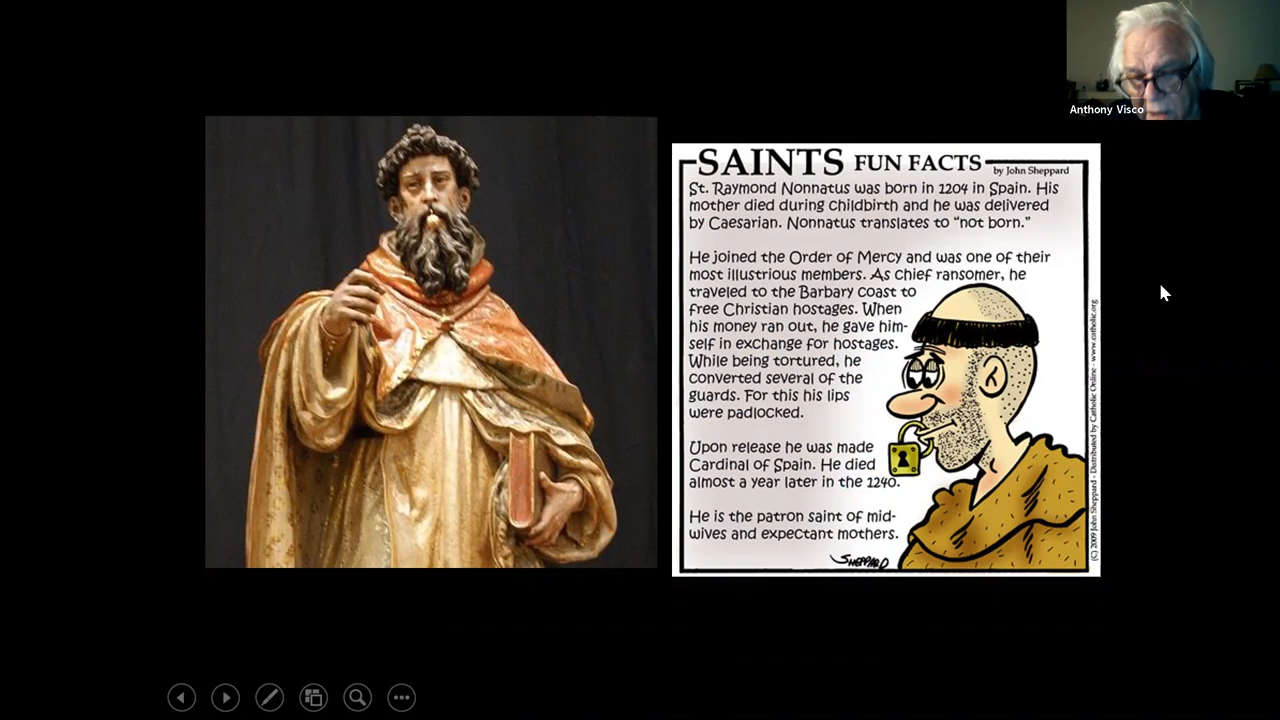 Anthony Visco
SAINTS FUN FACTS
by John Sheppard
St. Raymond Nonnatus was born in 1204 in Spain. His
mother died during childbirth and he was delivered
by Caesarian. Nonnatus translates to “not born.”
He joined the Order of Mercy and was one of their
most illustrious members. As chief ransomer, he
traveled to the Barbary coast to
free Christian hostages. When
his money ran out, he gave him-
self in exchange for hostages.
While being tortured, he
converted several of the
guards. For this his lips
were padlocked.
Upon release he was made
Cardinal of Spain. He died
almost a year later in the 1240.
He is the patron saint of mid-
wives and expectant mothers.
SHEPPARD
(C) 2009 John Sheppard - Distributed by Catholic Online - www.catholic.org